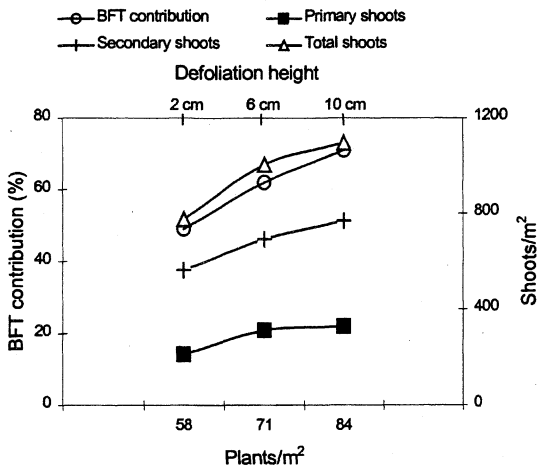 BFT contribution Primary shoots
Secondary shoots Total shoots
Defoliation height
2 cm 6 cm 10 cm
80 1200
60
800
40
400
20
0 0
58 71 84
BFT contribution (%)
Shoots/m²
Plants/m²